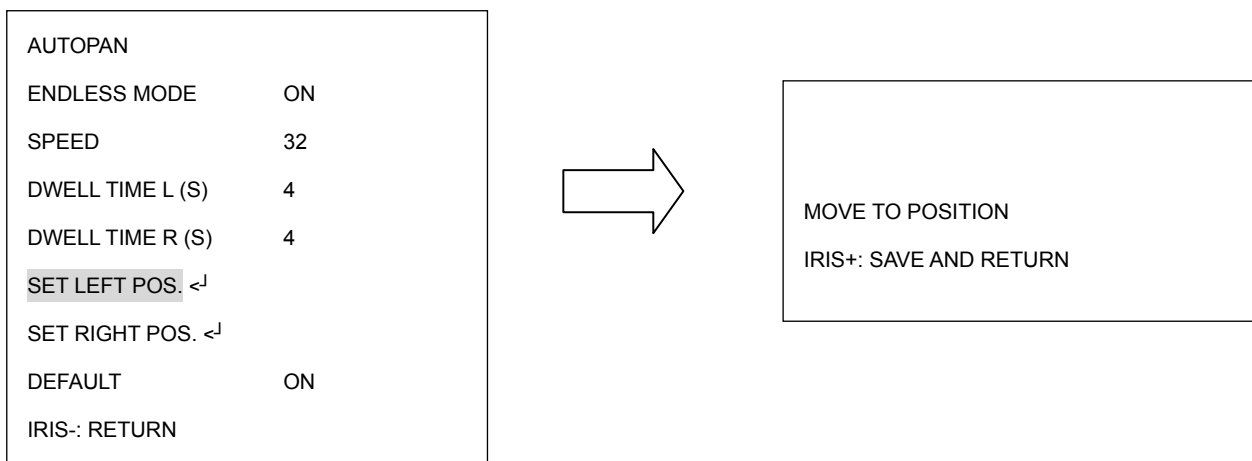 AUTOPAN
ENDLESS MODE ON
SPEED 32
DWELL TIME L (S) 4
DWELL TIME R (S) 4
SET LEFT POS. <┘
SET RIGHT POS. <┘
DEFAULT ON
IRIS-: RETURN
MOVE TO POSITION
IRIS+: SAVE AND RETURN